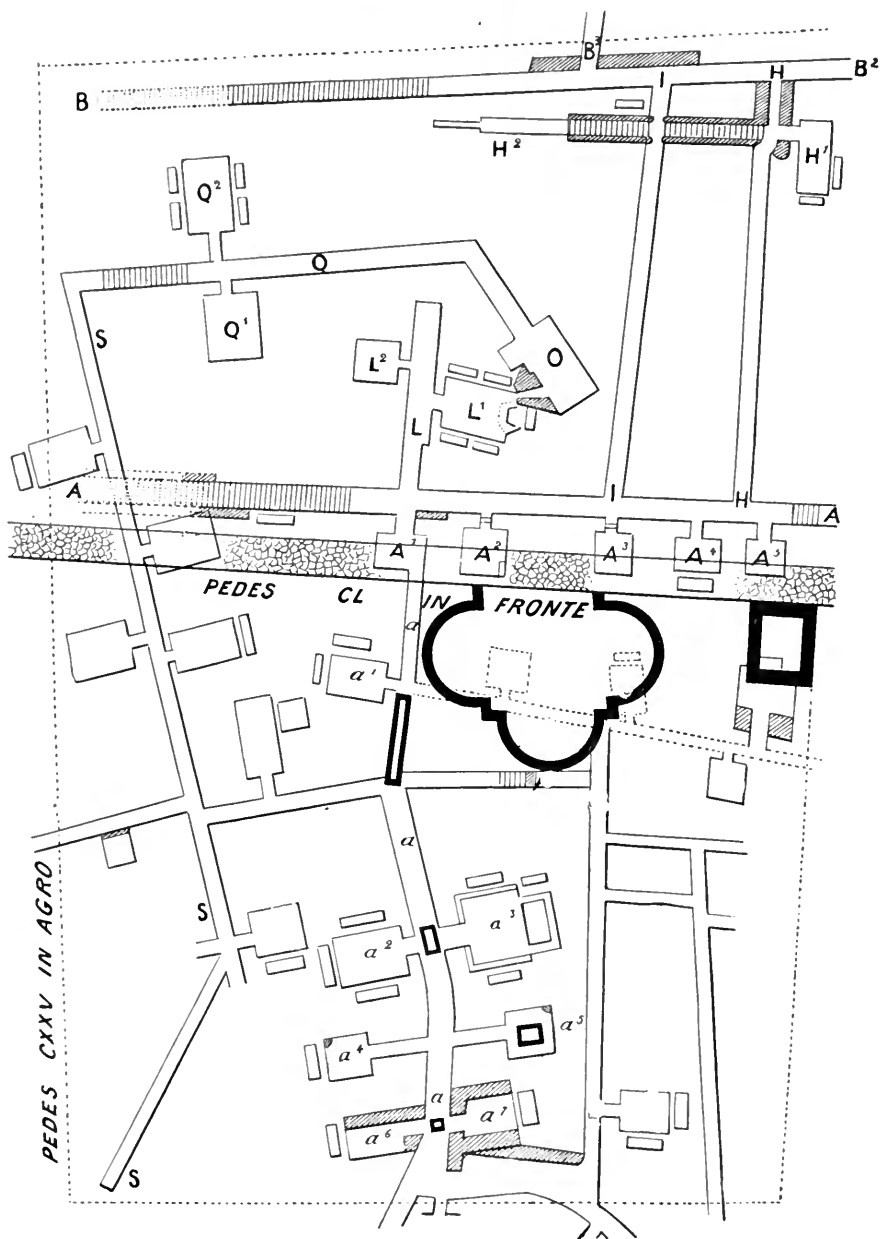 B³
B
I
H
B²
H²
H¹
Q²
Q
S
Q¹
L²
O
L¹
L
A
I
H
A
A¹
A²
A³
A⁴
A⁵
PEDES CL IN FRONTE
a
a¹
a
PEDES CXXV IN AGRO
S
a³
a²
a⁵
a⁴
a
a⁷
a⁶
S